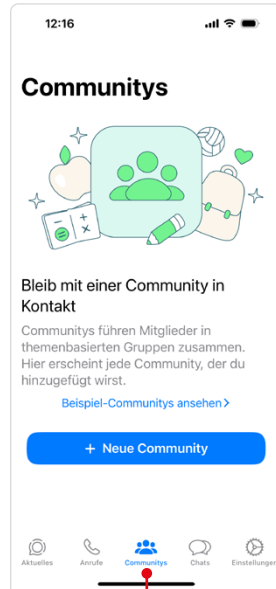 12:16
Communitys
Bleib mit einer Community in
Kontakt
Communitys führen Mitglieder in
themenbasierten Gruppen zusammen.
Hier erscheint jede Community, der du
hinzugefügt wirst.
Beispiel-Communitys ansehen >
+ Neue Community
Aktuelles Anrufe Communitys Chats Einstellungen